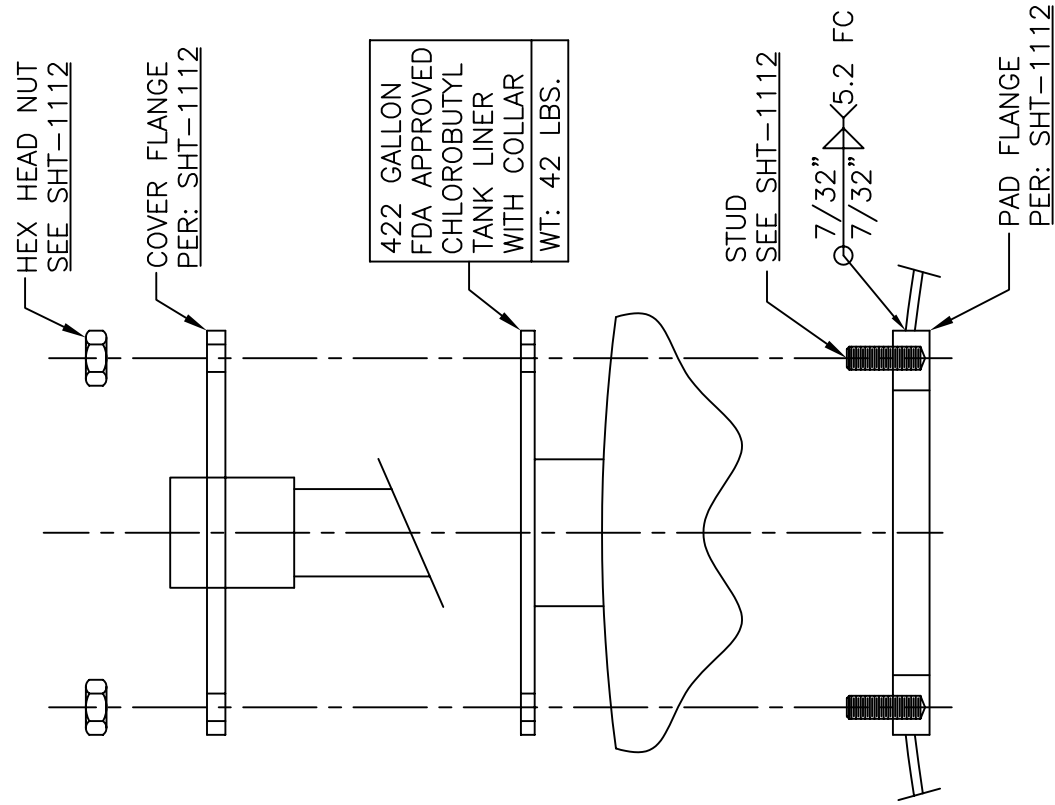 HEX HEAD NUT
SEE SHT-1112
COVER FLANGE
PER: SHT-1112
422 GALLON
FDA APPROVED
CHLOROBUTYL
TANK LINER
WITH COLLAR
WT: 42 LBS.
STUD
SEE SHT-1112
7/32"
7/32"
5.2 FC
PAD FLANGE
PER: SHT-1112